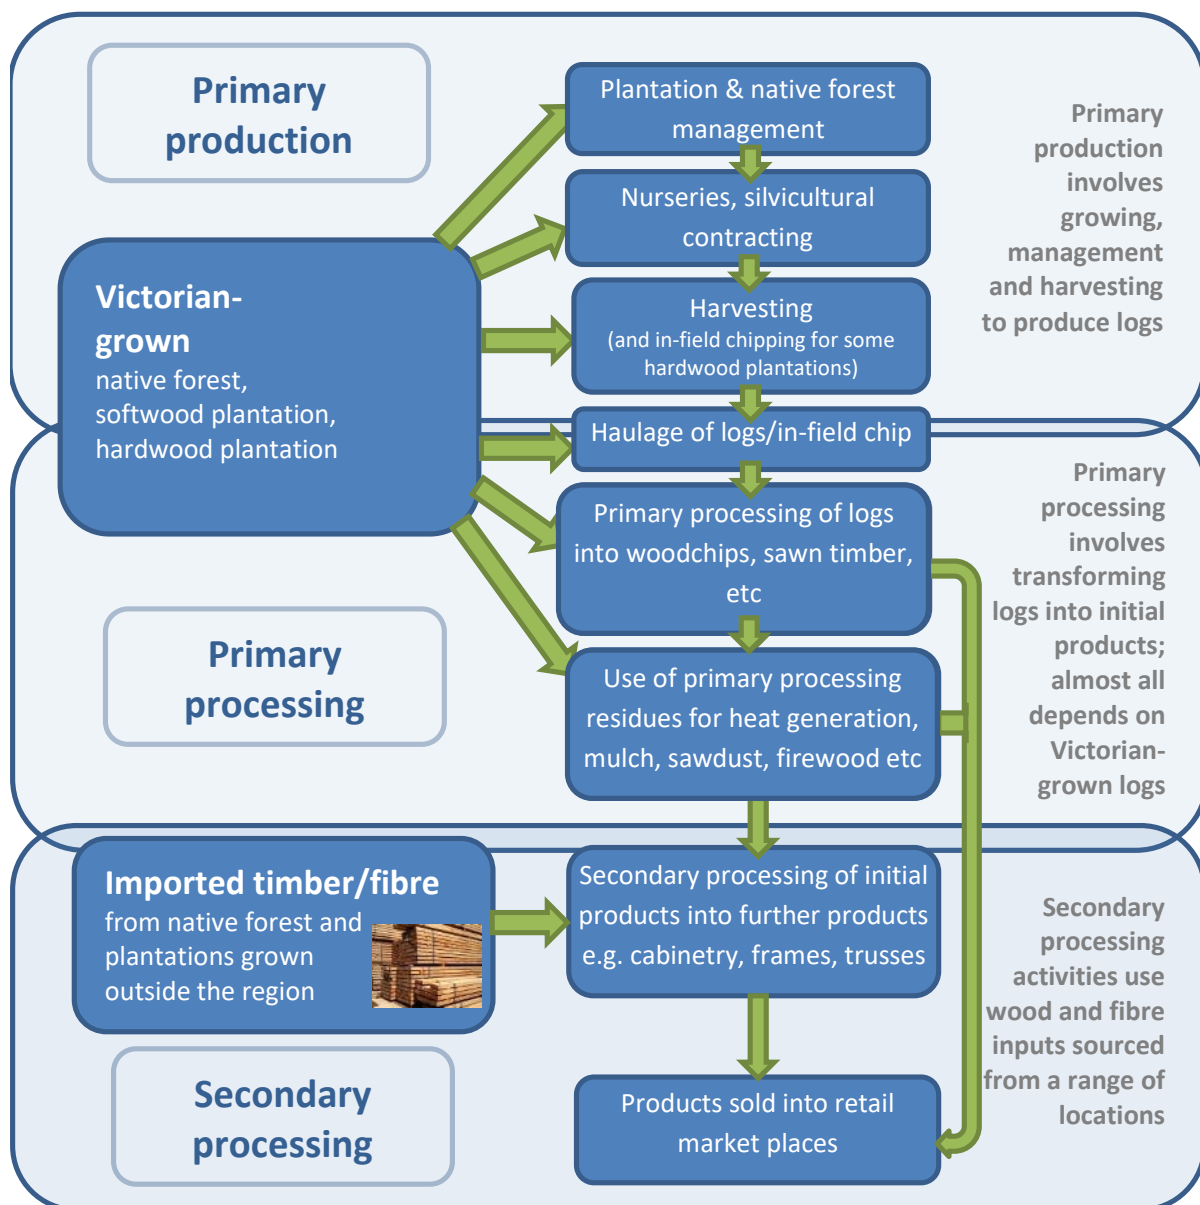 Primary
production
Plantation & native forest
management
Primary
production
involves
growing,
management
and harvesting
to produce logs
Nurseries, silvicultural
contracting
Victorian-
grown
native forest,
softwood plantation,
hardwood plantation
Harvesting
(and in-field chipping for some
hardwood plantations)
Haulage of logs/in-field chip
Primary processing of logs
into woodchips, sawn timber,
etc
Primary
processing
involves
transforming
logs into initial
products;
almost all
depends on
Victorian-
grown logs
Primary
processing
Use of primary processing
residues for heat generation,
mulch, sawdust, firewood etc
Imported timber/fibre
from native forest and
plantations grown
outside the region
Secondary processing of initial
products into further products
e.g. cabinetry, frames, trusses
Secondary
processing
activities use
wood and fibre
inputs sourced
from a range of
locations
Secondary
processing
Products sold into retail
market places